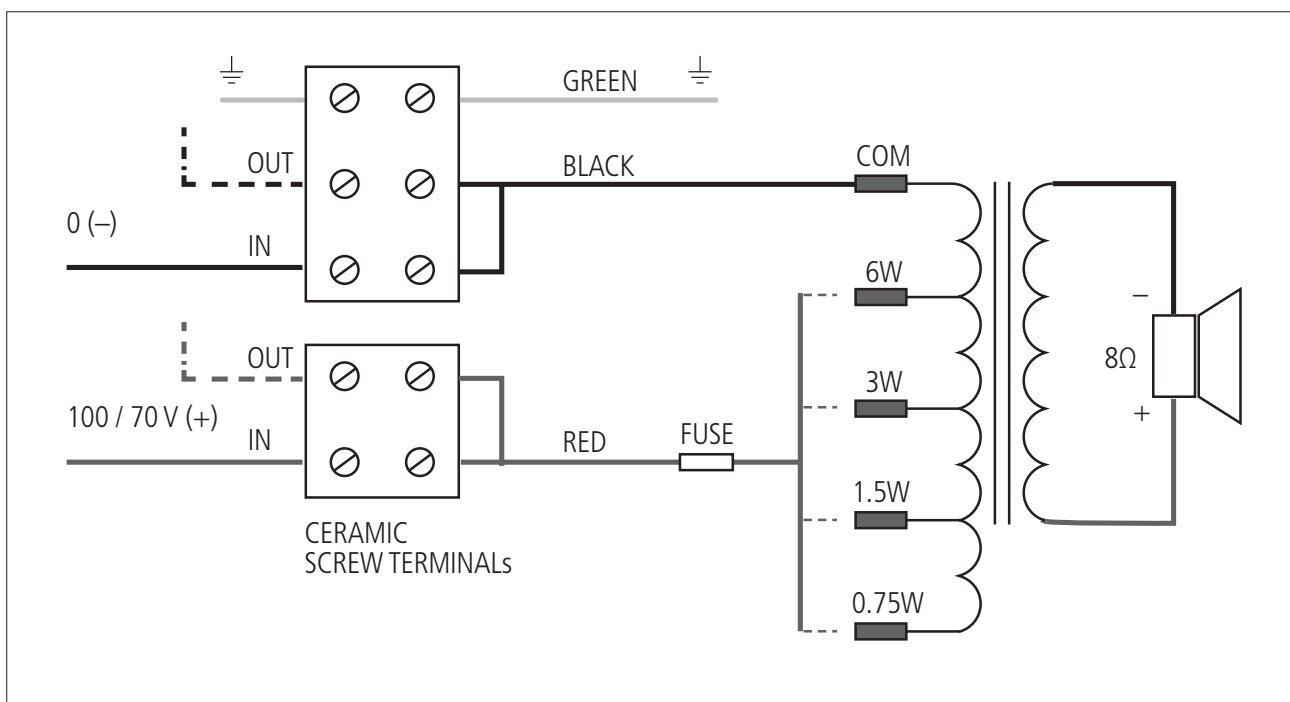 GREEN
OUT
BLACK
COM
0 (–)
IN
6W
–
OUT
8Ω
3W
100 / 70 V (+)
+
IN
RED
FUSE
1.5W
CERAMIC
SCREW TERMINALs
0.75W